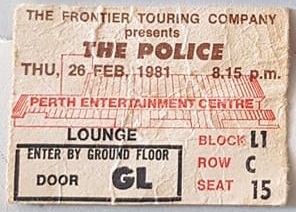 THE FRONTIER TOURING COMPANY
presents
THE POLICE
THU, 26 FEB. 1981 8.15 p.m.
PERTH ENTERTAINMENT CENTRE
LOUNGE BLOCK L1
ENTER BY GROUND FLOOR ROW C
DOOR GL SEAT 15